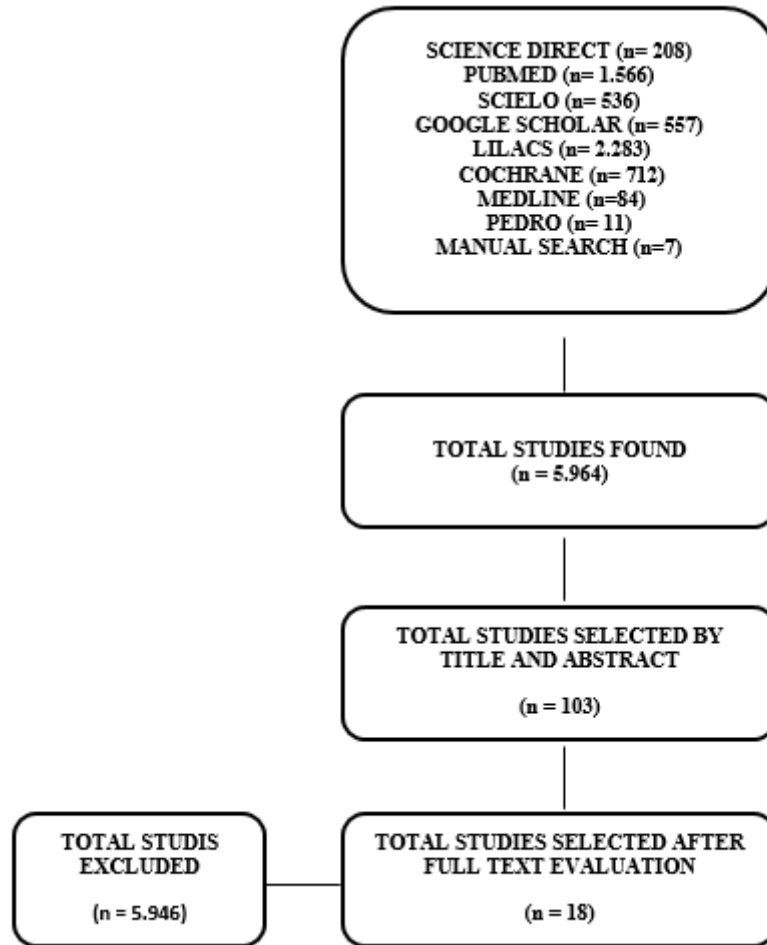 SCIENCE DIRECT (n= 208)
PUBMED (n= 1.566)
SCIELO (n= 536)
GOOGLE SCHOLAR (n= 557)
LILACS (n= 2.283)
COCHRANE (n= 712)
MEDLINE (n=84)
PEDRO (n= 11)
MANUAL SEARCH (n=7)
TOTAL STUDIES FOUND
(n = 5.964)
TOTAL STUDIES SELECTED BY
TITLE AND ABSTRACT
(n = 103)
TOTAL STUDIS
EXCLUDED
(n = 5.946)
TOTAL STUDIES SELECTED AFTER
FULL TEXT EVALUATION
(n = 18)